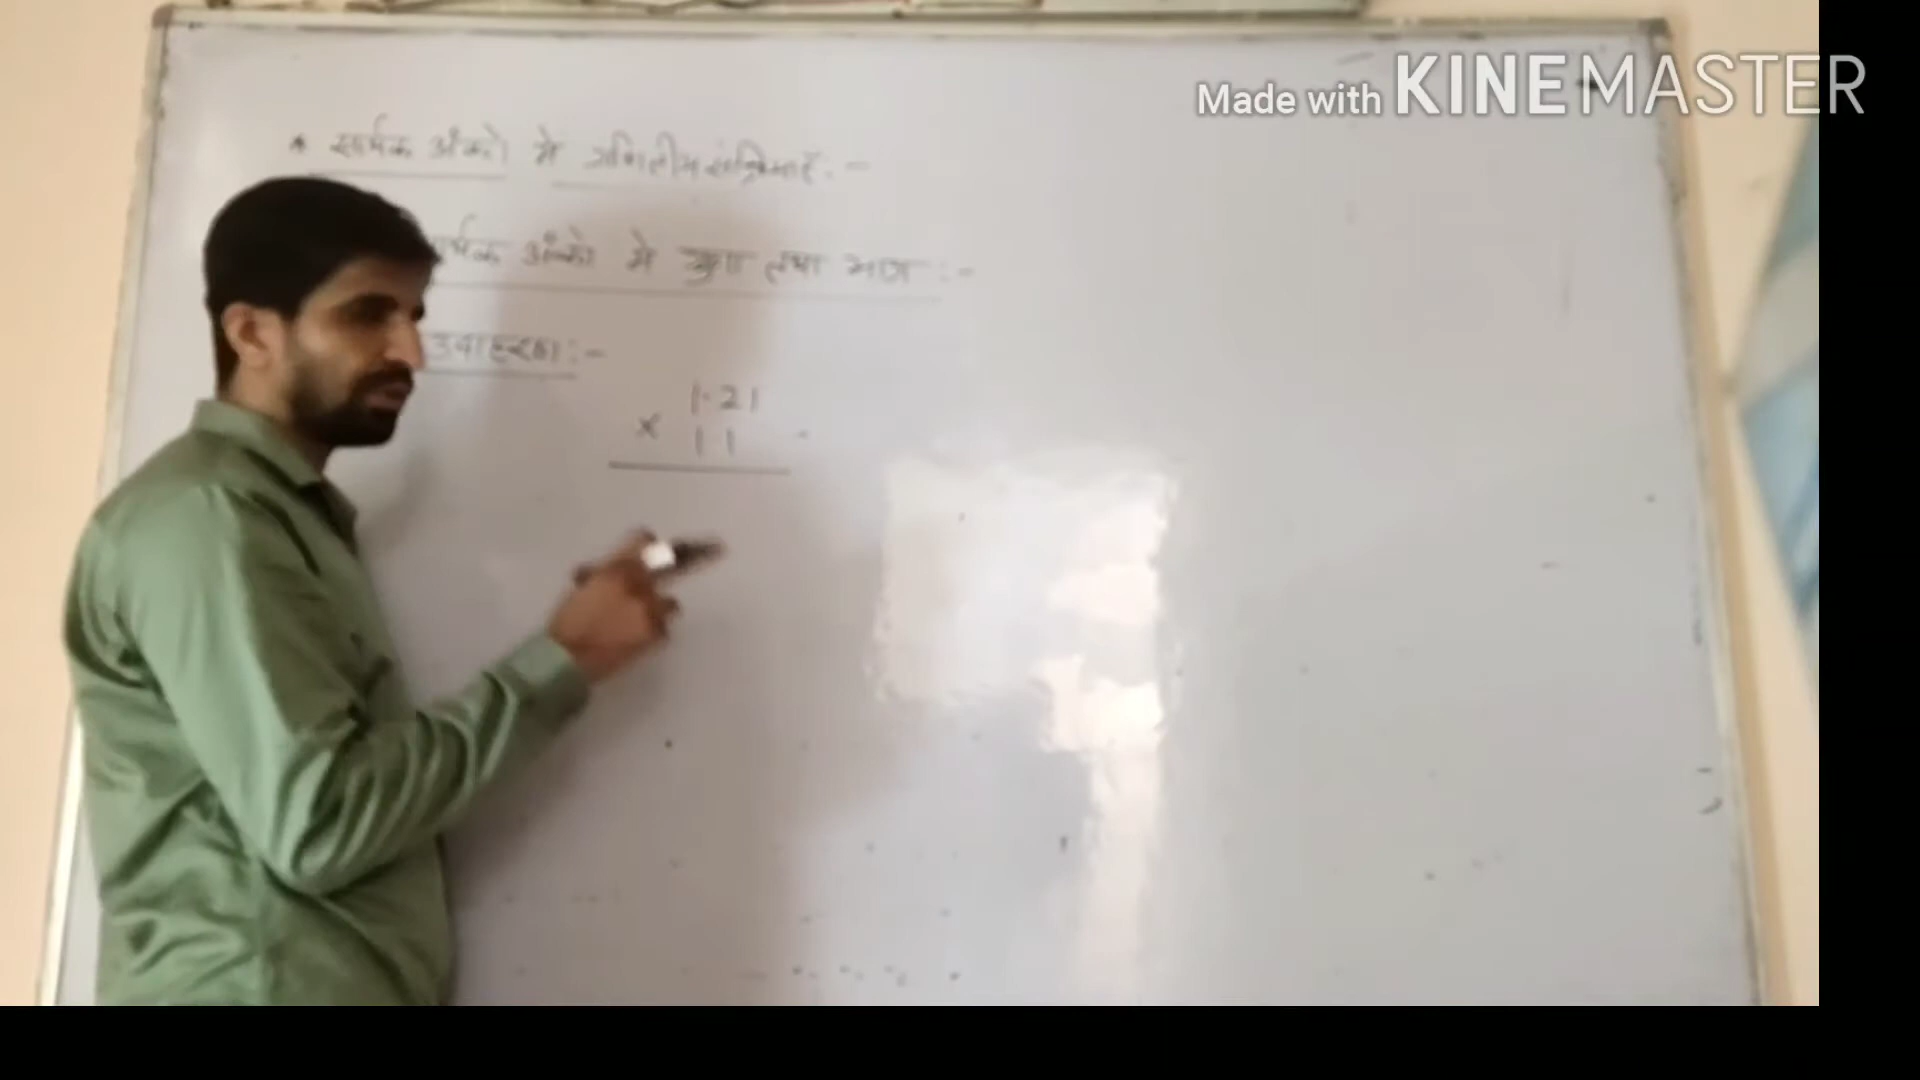 Made with KINEMASTER
* सार्थक अँको में गणितीय संक्रियाएँ :-
र्थक अँको में गुणा तथा भाग :-
उदाहरण :-
1.21
× 1.1